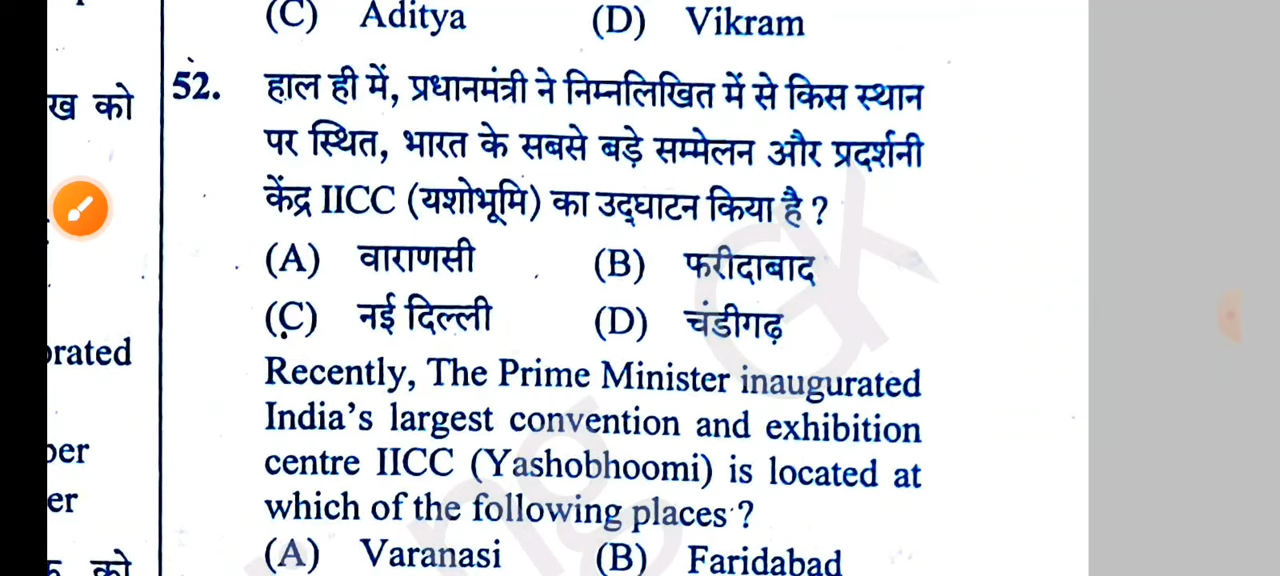 (C) Aditya (D) Vikram
ख को
52. हाल ही में, प्रधानमंत्री ने निम्नलिखित में से किस स्थान
पर स्थित, भारत के सबसे बड़े सम्मेलन और प्रदर्शनी
केंद्र IICC (यशोभूमि) का उद्घाटन किया है ?
(A) वाराणसी (B) फरीदाबाद
(C) नई दिल्ली (D) चंडीगढ़
orated
Recently, The Prime Minister inaugurated
India's largest convention and exhibition
centre IICC (Yashobhoomi) is located at
which of the following places ?
(A) Varanasi (B) Faridabad
ber
er
को